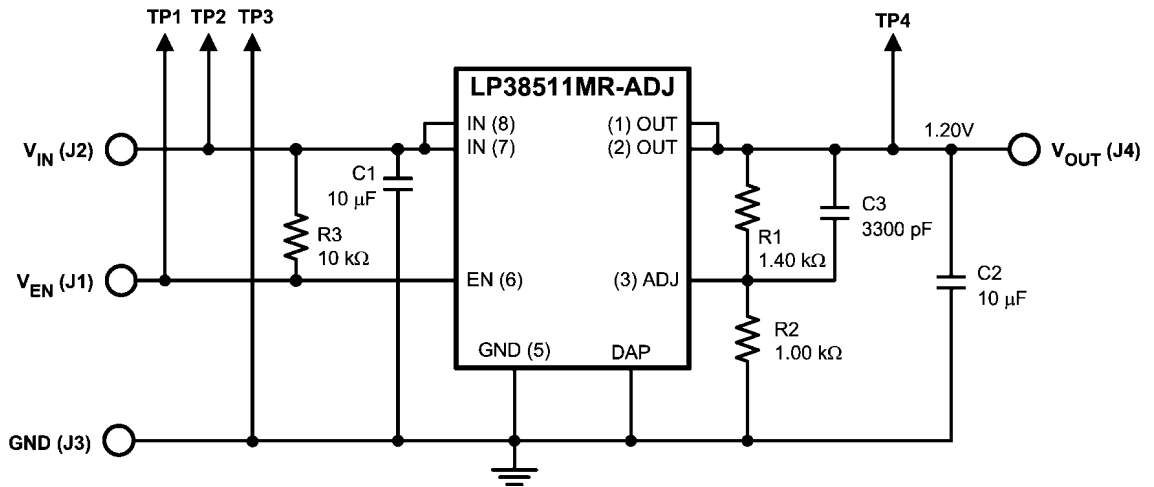 TP1 TP2 TP3
TP4
LP38511MR-ADJ
IN (8)
(1) OUT
1.20V
V_IN (J2)
IN (7)
(2) OUT
V_OUT (J4)
C1
10 μF
C3
3300 pF
R3
10 kΩ
R1
1.40 kΩ
V_EN (J1)
EN (6)
(3) ADJ
C2
10 μF
R2
1.00 kΩ
GND (5)
DAP
GND (J3)